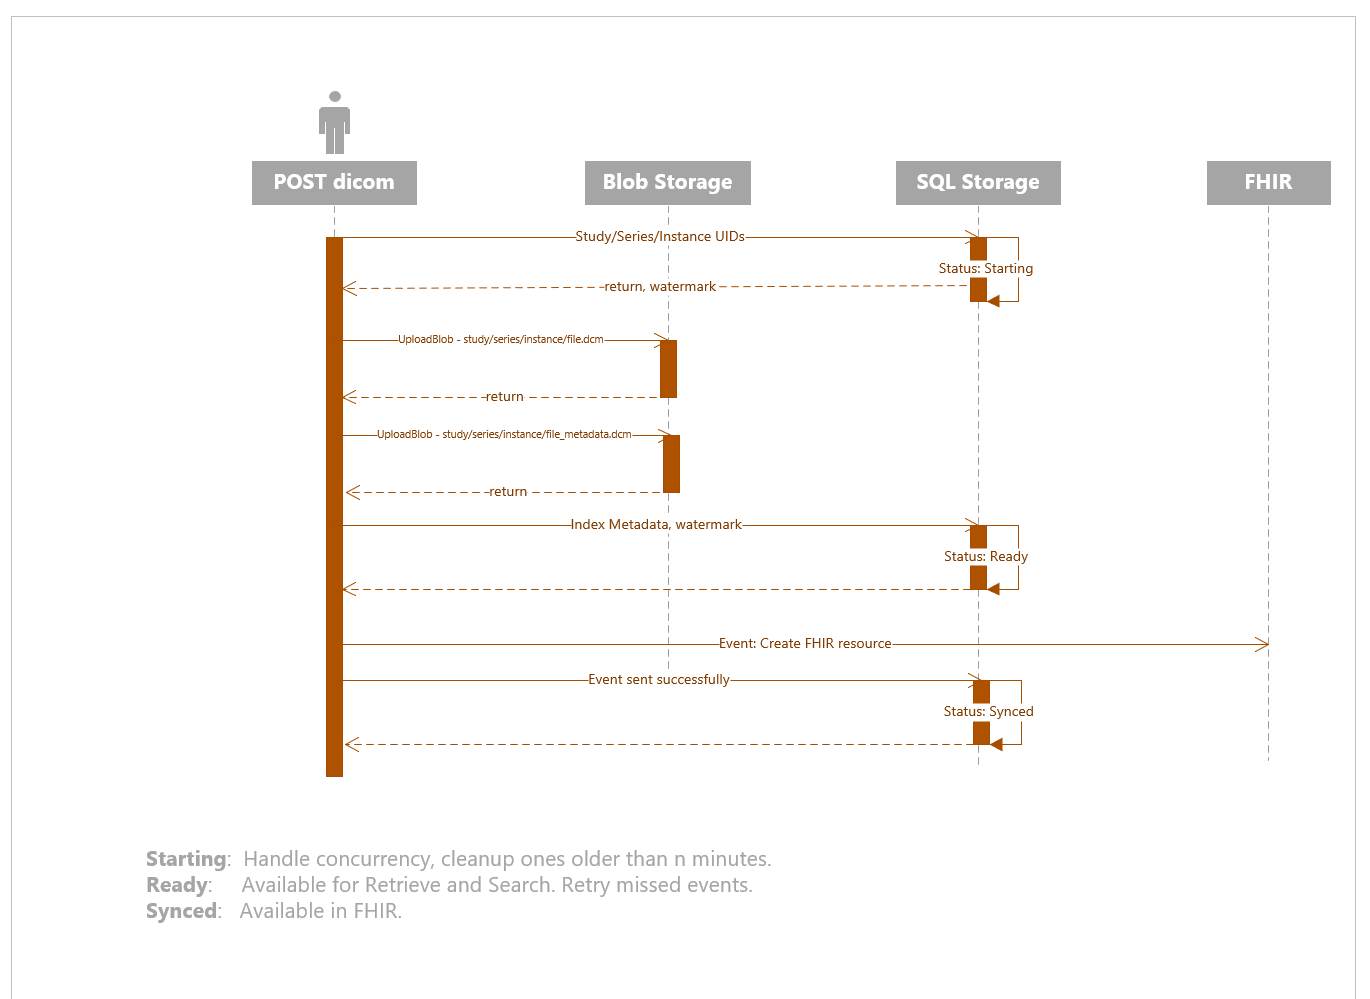 POST dicom
Blob Storage
SQL Storage
FHIR
Study/Series/Instance UIDs
Status: Starting
return, watermark
UploadBlob - study/series/instance/file.dcm
return
UploadBlob - study/series/instance/file_metadata.dcm
return
Index Metadata, watermark
Status: Ready
Event: Create FHIR resource
Event sent successfully
Status: Synced
Starting: Handle concurrency, cleanup ones older than n minutes.
Ready: Available for Retrieve and Search. Retry missed events.
Synced: Available in FHIR.